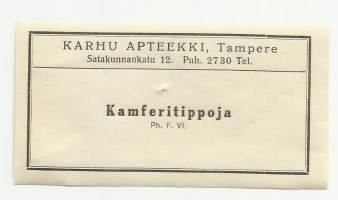 KARHU APTEEKKI, Tampere
Satakunnankatu 12. Puh. 2730 Tel.
Kamferitippoja
Ph. F. VI.